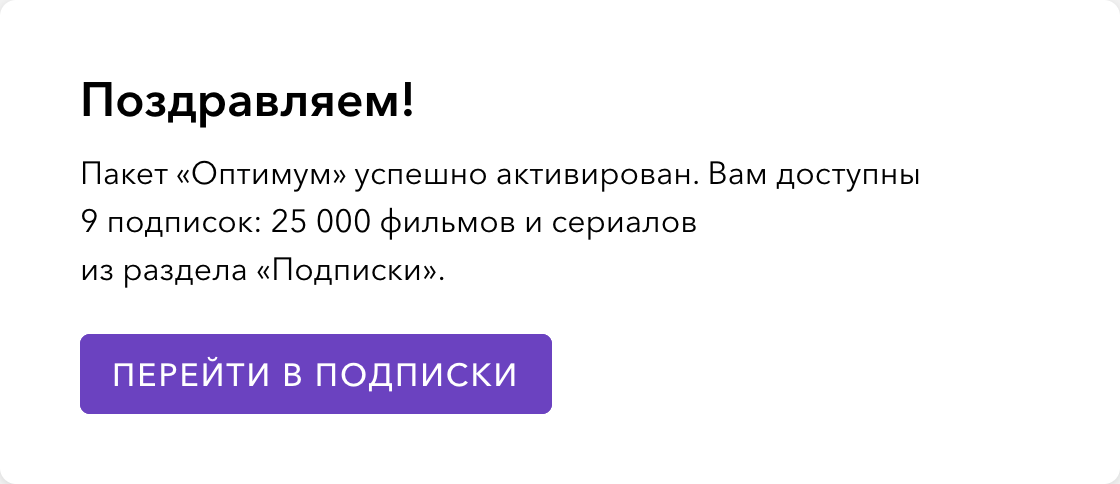 Поздравляем!
Пакет «Оптимум» успешно активирован. Вам доступны
9 подписок: 25 000 фильмов и сериалов
из раздела «Подписки».
ПЕРЕЙТИ В ПОДПИСКИ